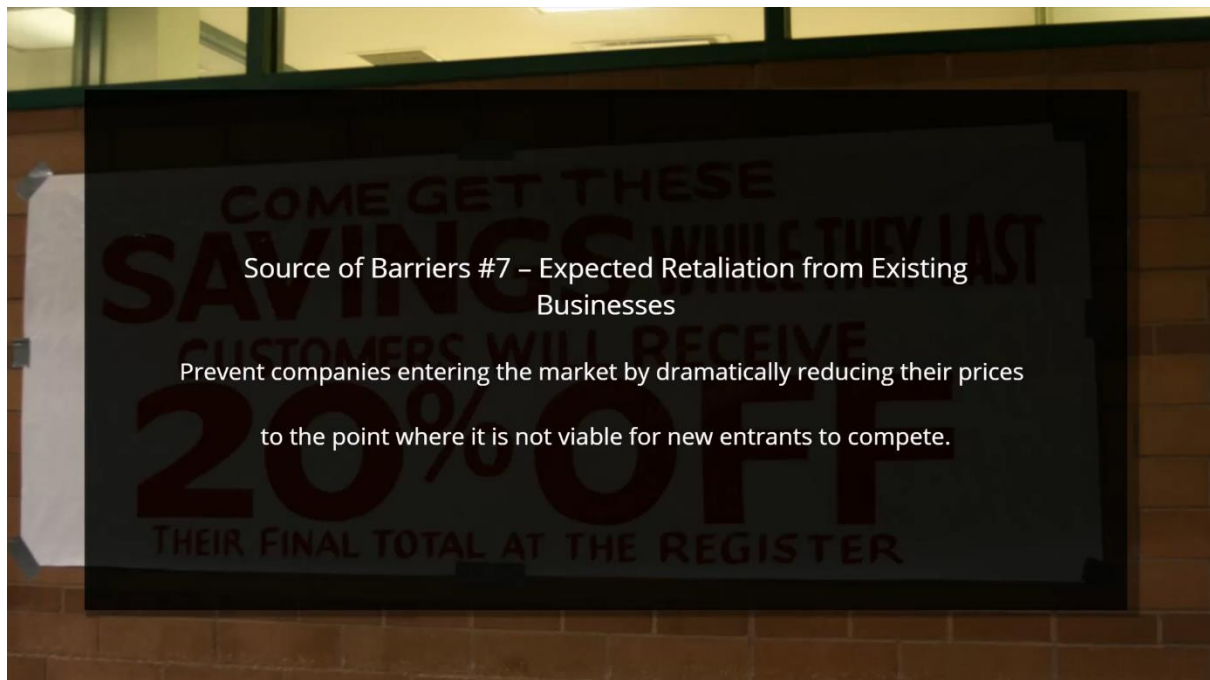 Source of Barriers #7 – Expected Retaliation from Existing
Businesses
Prevent companies entering the market by dramatically reducing their prices
to the point where it is not viable for new entrants to compete.
COME GET THESE
SAVINGS WHILE THEY LAST
CUSTOMERS WILL RECEIVE
20% OFF
THEIR FINAL TOTAL AT THE REGISTER